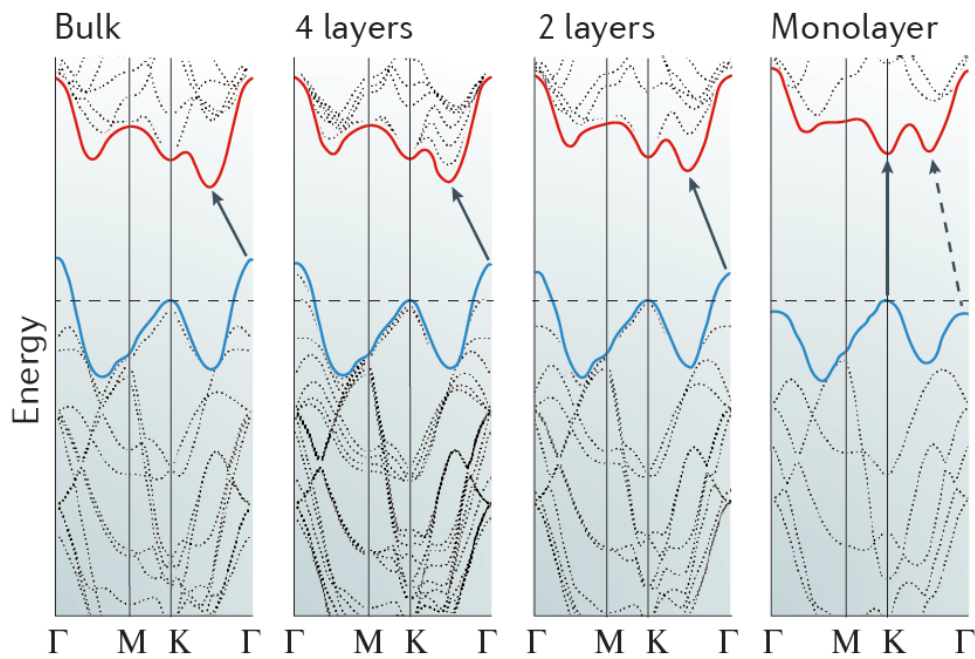 Bulk
4 layers
2 layers
Monolayer
Energy
Γ M K Γ
Γ M K Γ
Γ M K Γ
Γ M K Γ